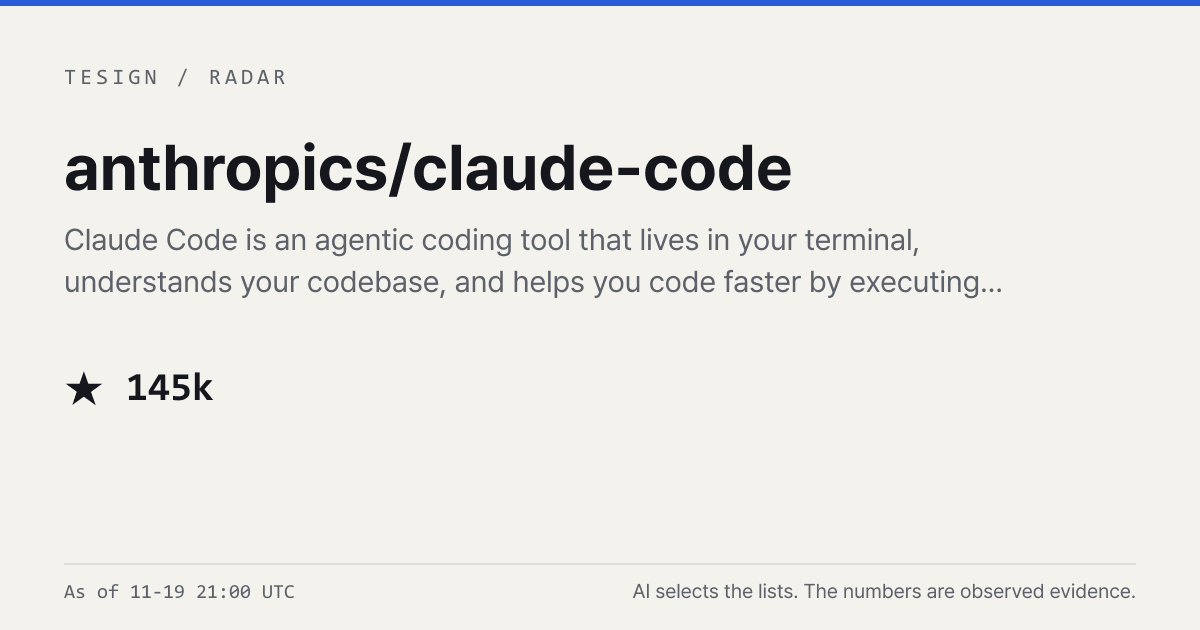 TESIGN / RADAR
anthropics/claude-code
Claude Code is an agentic coding tool that lives in your terminal,
understands your codebase, and helps you code faster by executing...
★ 145k
As of 11-19 21:00 UTC
AI selects the lists. The numbers are observed evidence.